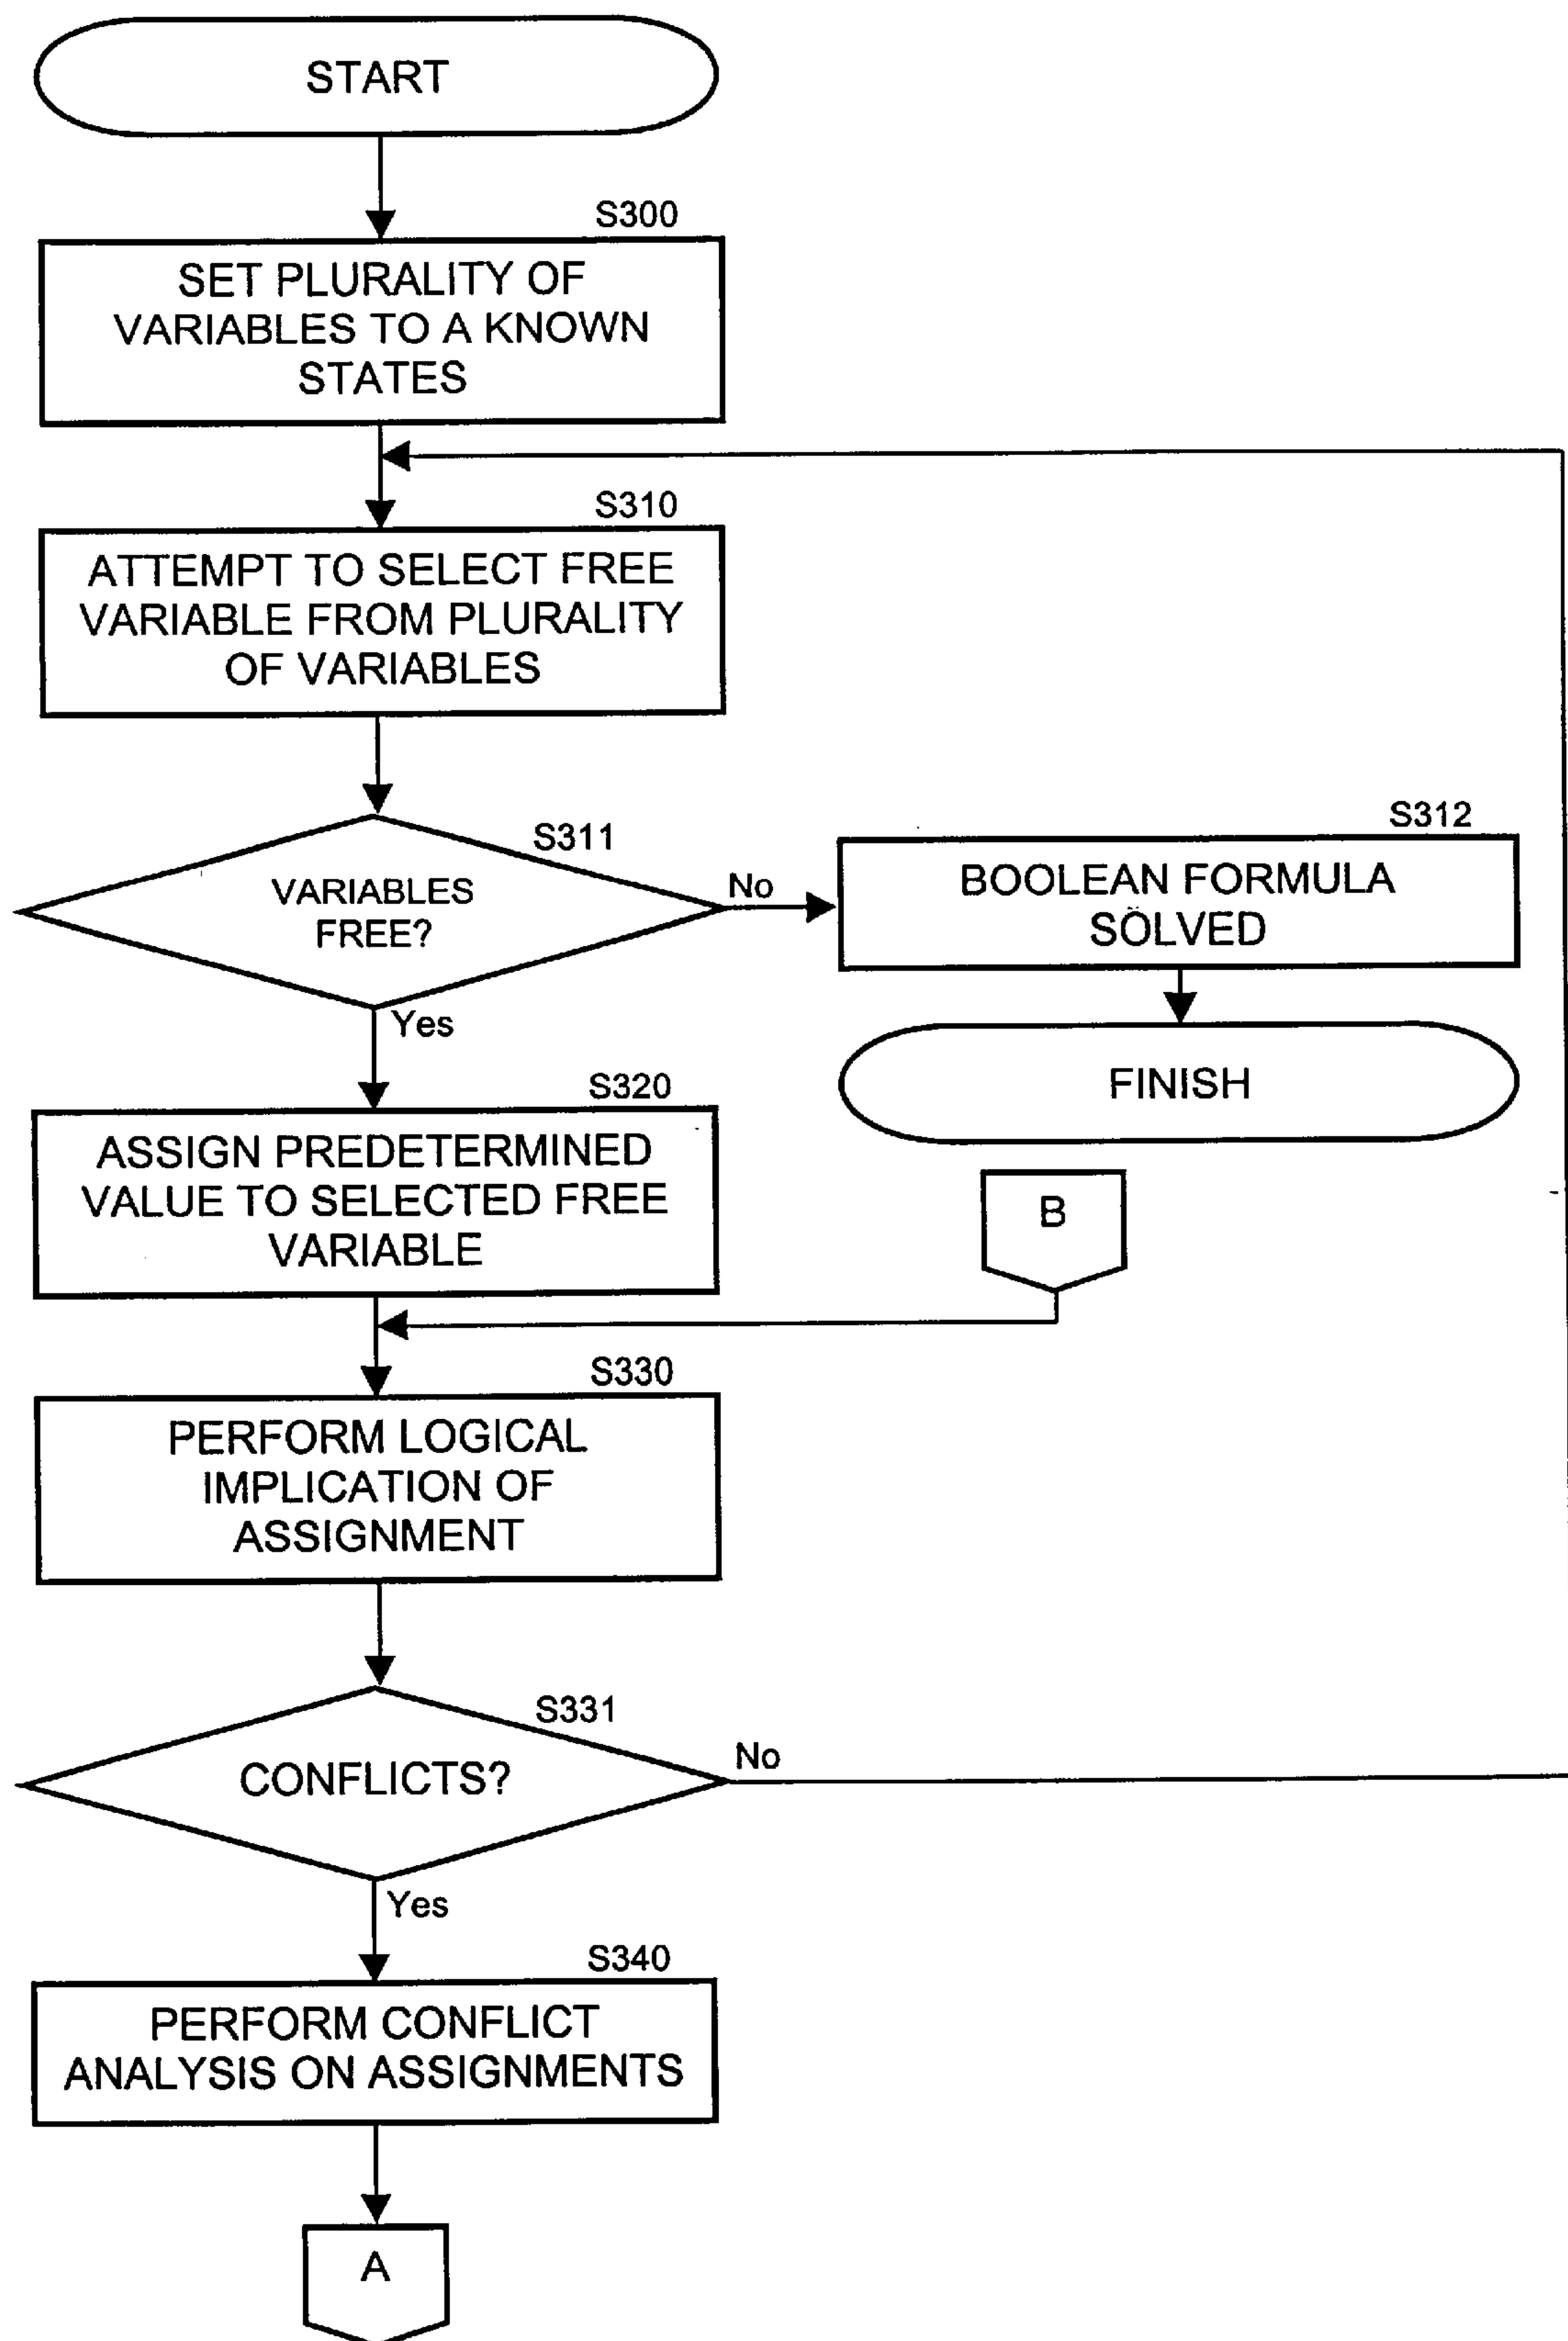 START
S300
SET PLURALITY OF
VARIABLES TO A KNOWN
STATES
S310
ATTEMPT TO SELECT FREE
VARIABLE FROM PLURALITY
OF VARIABLES
S311
VARIABLES
FREE?
No
Yes
S312
BOOLEAN FORMULA
SOLVED
FINISH
S320
ASSIGN PREDETERMINED
VALUE TO SELECTED FREE
VARIABLE
B
S330
PERFORM LOGICAL
IMPLICATION OF
ASSIGNMENT
S331
CONFLICTS?
No
Yes
S340
PERFORM CONFLICT
ANALYSIS ON ASSIGNMENTS
A